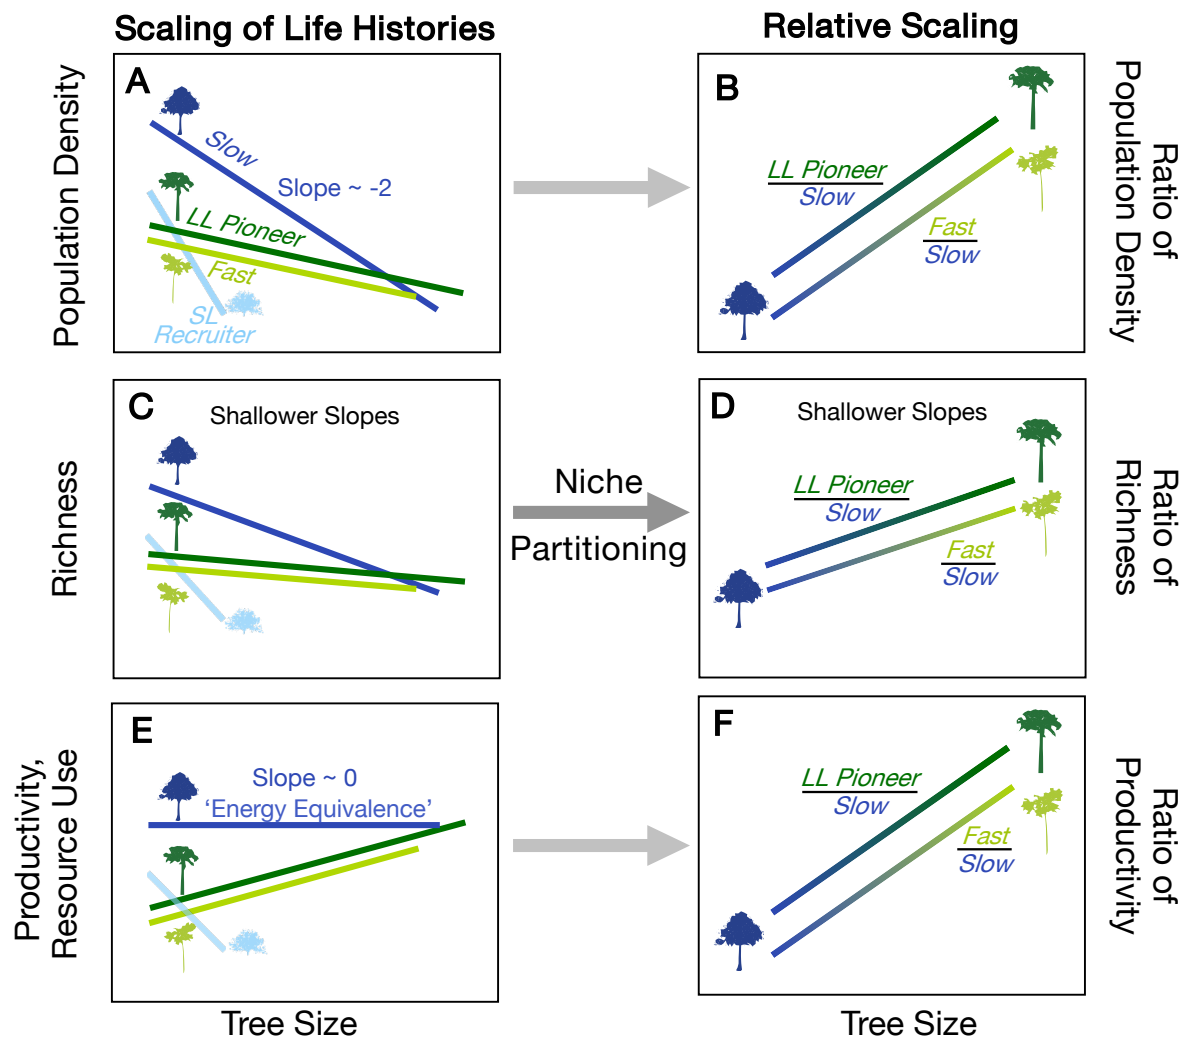 Scaling of Life Histories
Relative Scaling
A
Population Density
Slow
Slope ~ -2
LL Pioneer
Fast
SL
Recruiter
B
LL Pioneer
Slow
Fast
Slow
Ratio of
Population Density
C
Shallower Slopes
Richness
Niche
Partitioning
D
Shallower Slopes
LL Pioneer
Slow
Fast
Slow
Ratio of
Richness
E
Slope ~ 0
‘Energy Equivalence’
Productivity,
Resource Use
Tree Size
F
LL Pioneer
Slow
Fast
Slow
Ratio of
Productivity
Tree Size